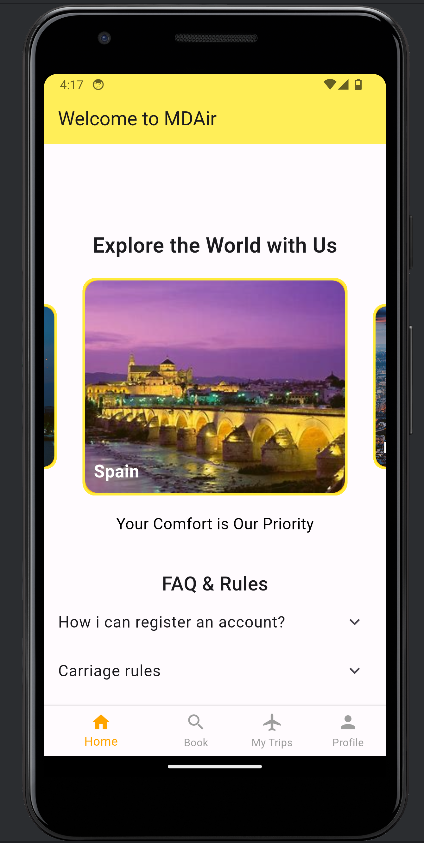 4:17
Welcome to MDAir
Explore the World with Us
Spain
Your Comfort is Our Priority
FAQ & Rules
How i can register an account?
Carriage rules
Home Book My Trips Profile